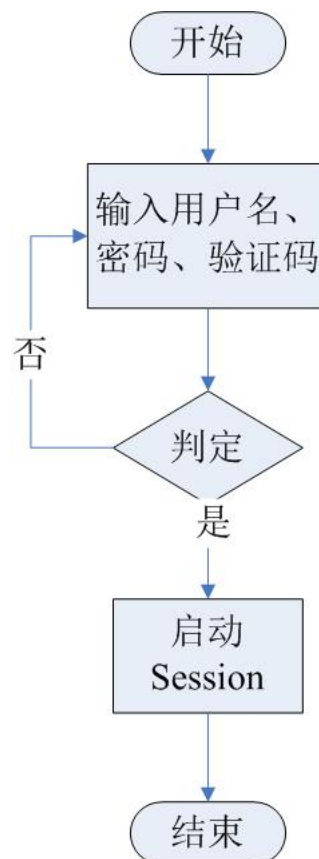 开始
输入用户名、
密码、验证码
否
判定
是
启动
Session
结束